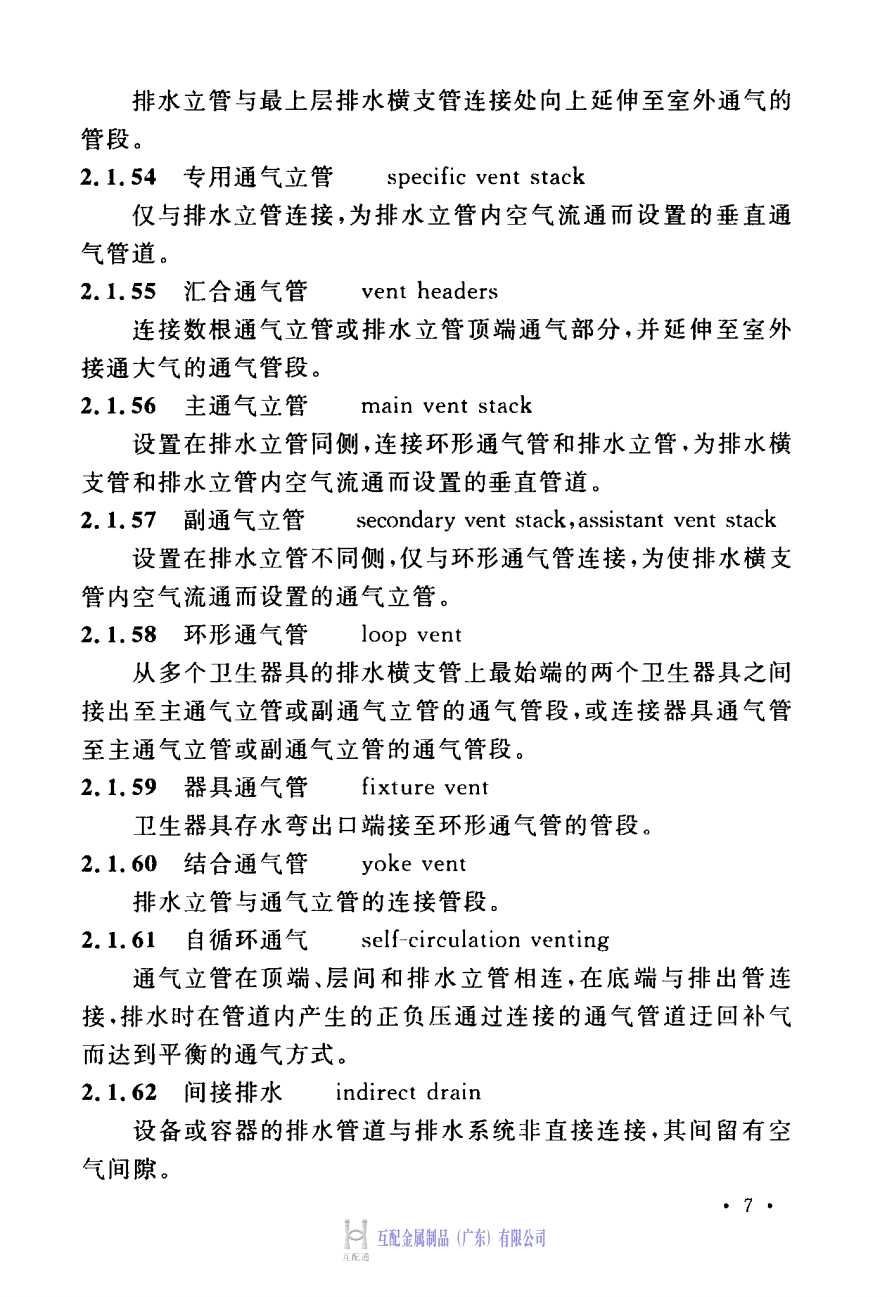 排水立管与最上层排水横支管连接处向上延伸至室外通气的
管段。
2.1.54 专用通气立管 specific vent stack
仅与排水立管连接,为排水立管内空气流通而设置的垂直通
气管道。
2.1.55 汇合通气管 vent headers
连接数根通气立管或排水立管顶端通气部分,并延伸至室外
接通大气的通气管段。
2.1.56 主通气立管 main vent stack
设置在排水立管同侧,连接环形通气管和排水立管,为排水横
支管和排水立管内空气流通而设置的垂直管道。
2.1.57 副通气立管 secondary vent stack,assistant vent stack
设置在排水立管不同侧,仅与环形通气管连接,为使排水横支
管内空气流通而设置的通气立管。
2.1.58 环形通气管 loop vent
从多个卫生器具的排水横支管上最始端的两个卫生器具之间
接出至主通气立管或副通气立管的通气管段,或连接器具通气管
至主通气立管或副通气立管的通气管段。
2.1.59 器具通气管 fixture vent
卫生器具存水弯出口端接至环形通气管的管段。
2.1.60 结合通气管 yoke vent
排水立管与通气立管的连接管段。
2.1.61 自循环通气 self-circulation venting
通气立管在顶端、层间和排水立管相连,在底端与排出管连
接,排水时在管道内产生的正负压通过连接的通气管道迂回补气
而达到平衡的通气方式。
2.1.62 间接排水 indirect drain
设备或容器的排水管道与排水系统非直接连接,其间留有空
气间隙。
· 7 ·
互配金属制品（广东）有限公司
互配通